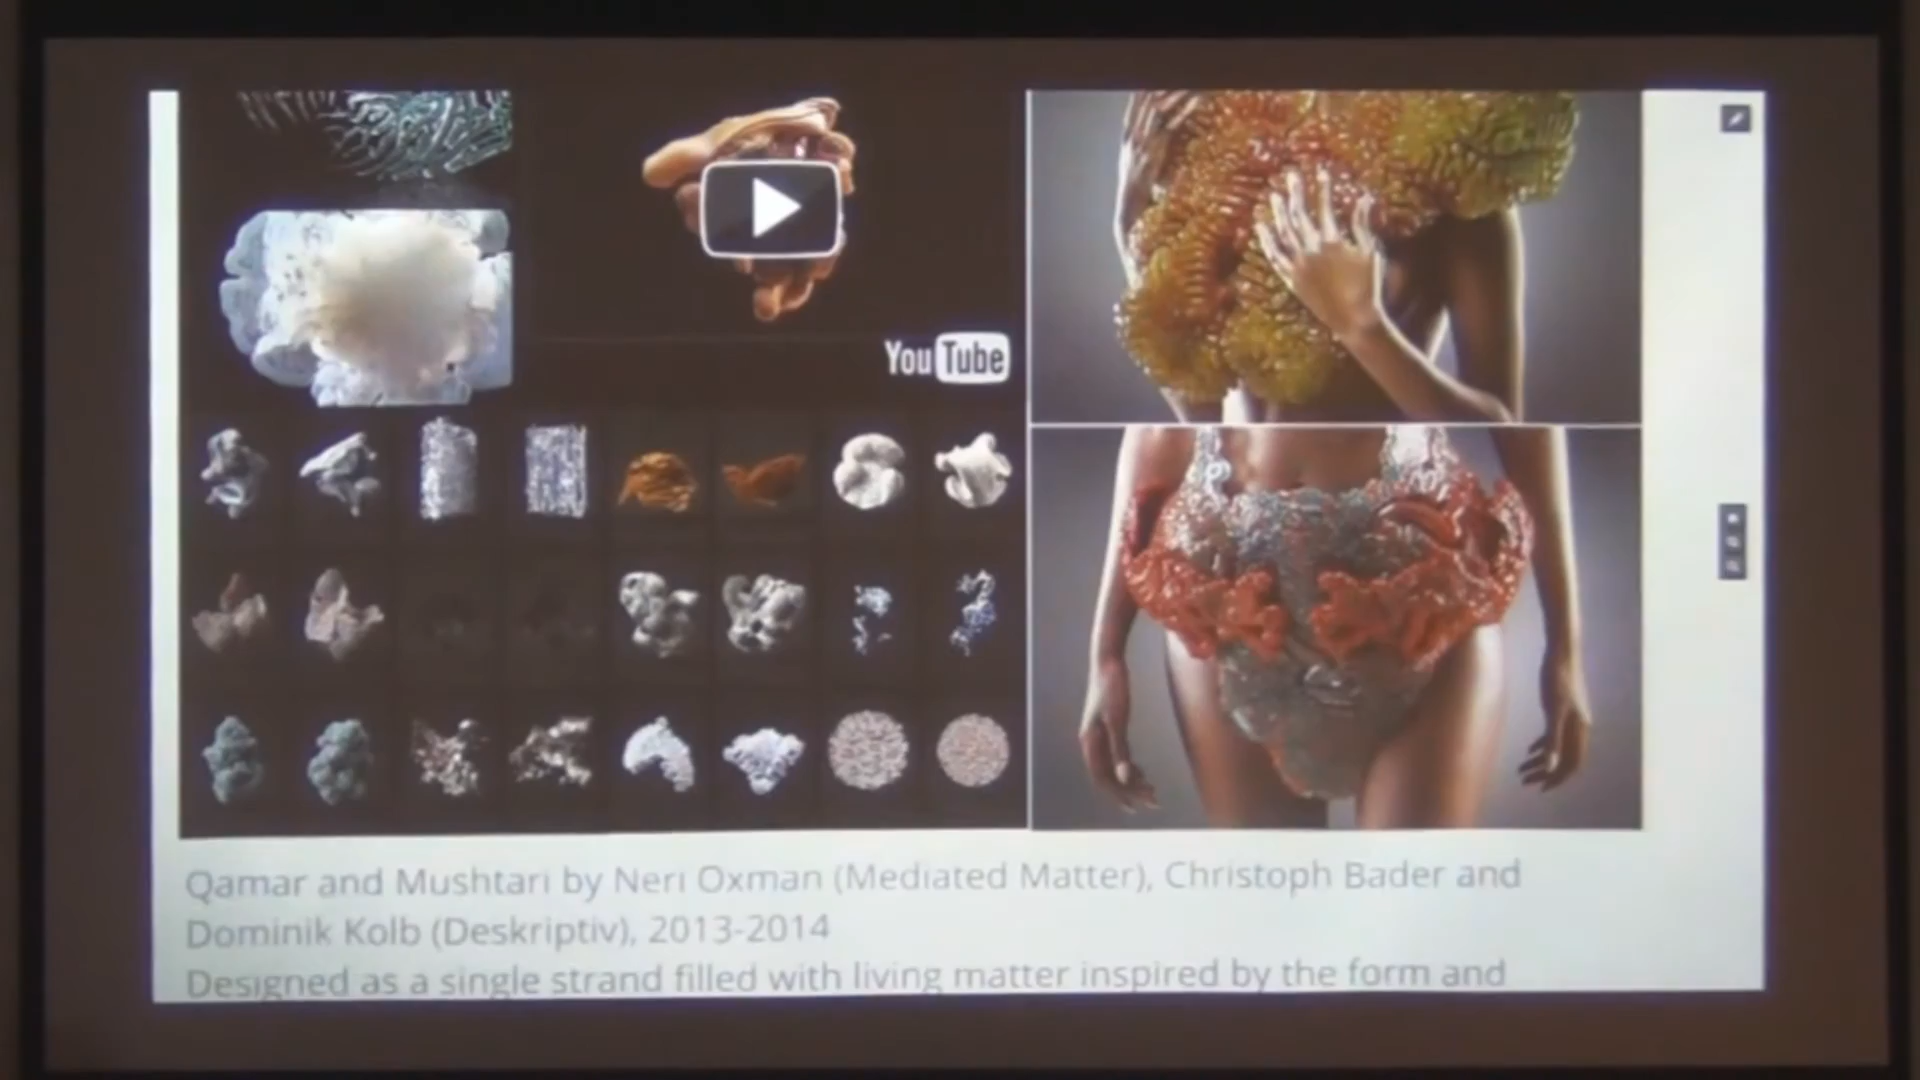 YouTube
Qamar and Mushtari by Neri Oxman (Mediated Matter), Christoph Bader and
Dominik Kolb (Deskriptiv), 2013-2014
Designed as a single strand filled with living matter inspired by the form and